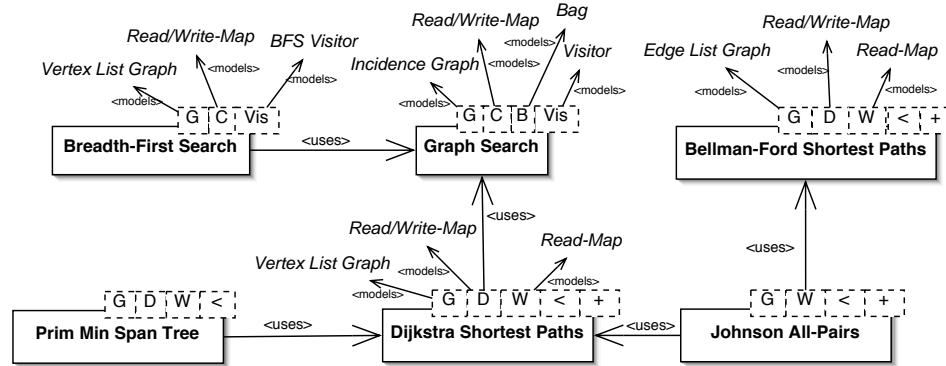 Bag
Read/Write-Map
<models>
Read/Write-Map
BFS Visitor
<models>
Visitor
Read/Write-Map
Edge List Graph
<models>
Read-Map
Vertex List Graph
<models>
<models>
<models>
Incidence Graph
<models>
<models>
<models>
<models>
<models>
G C Vis
G C B Vis
G D W < +
Breadth-First Search
<uses>
Graph Search
Bellman-Ford Shortest Paths
<uses>
Read/Write-Map
Read-Map
<uses>
Vertex List Graph
<models>
<models>
<models>
G D W <
G D W < +
G W < +
Prim Min Span Tree
<uses>
Dijkstra Shortest Paths
<uses>
Johnson All-Pairs